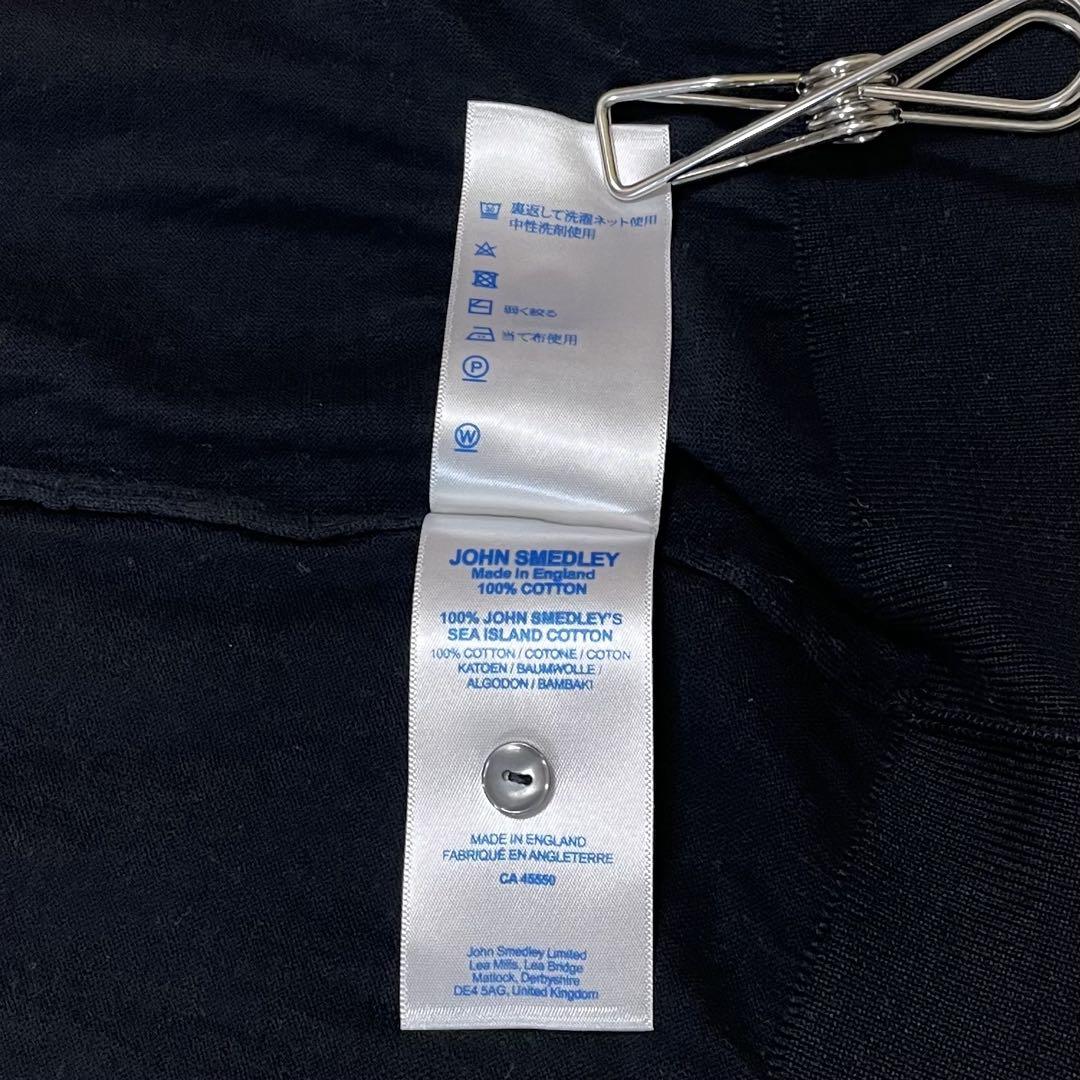 30 裏返して洗濯ネット使用
中性洗剤使用
弱く絞る
当て布使用
P
W
JOHN SMEDLEY
Made in England
100% COTTON
100% JOHN SMEDLEY'S
SEA ISLAND COTTON
100% COTTON / COTONE / COTON
KATOEN / BAUMWOLLE /
ALGODON / BAMBAKI
MADE IN ENGLAND
FABRIQUÉ EN ANGLETERRE
CA 45550
John Smedley Limited
Lea Mills, Lea Bridge
Matlock, Derbyshire
DE4 5AG, United Kingdom